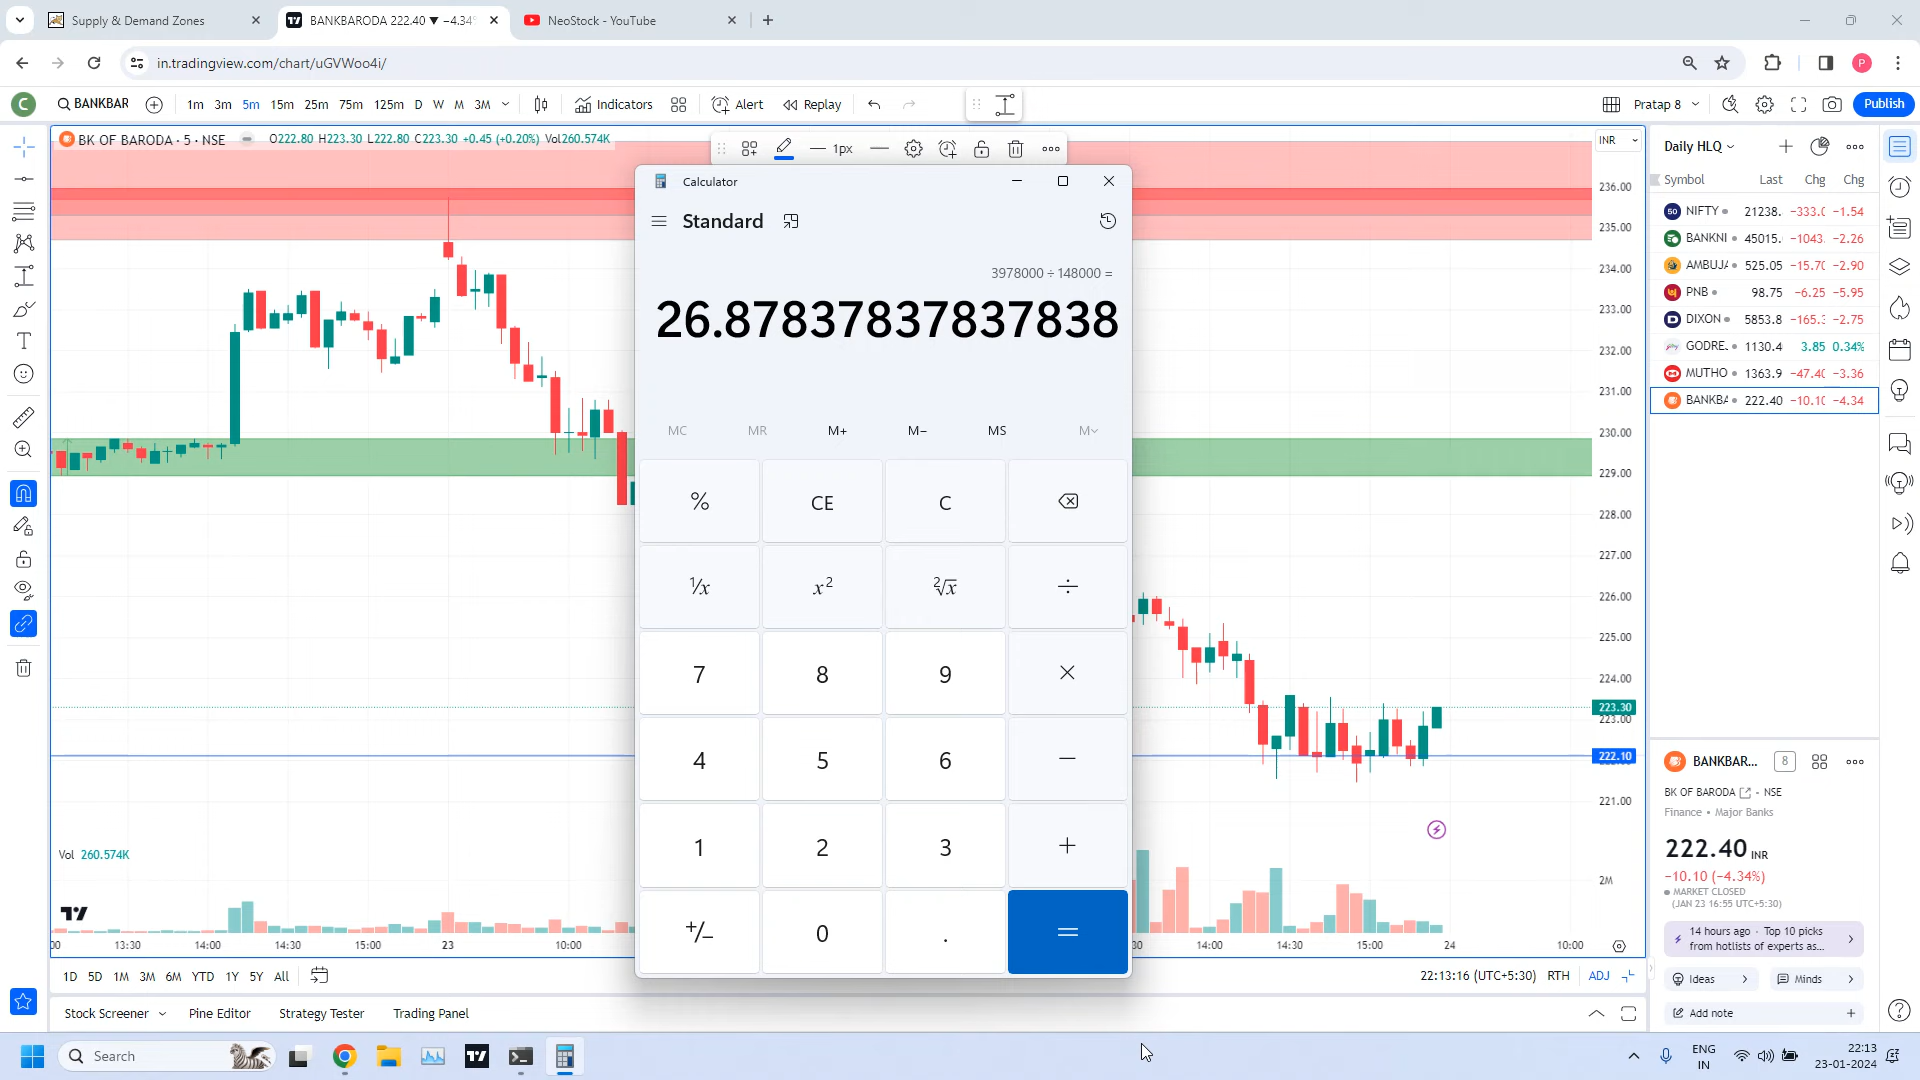 Supply & Demand Zones
BANKBARODA 222.40 ▼ −4.34%
NeoStock - YouTube
in.tradingview.com/chart/uGVWoo4i/
P
C
BANKBAR
1m 3m 5m 15m 25m 75m 125m D W M 3M
Indicators
Alert
Replay
Pratap 8
Publish
BK OF BARODA · 5 · NSE
O222.80 H223.30 L222.80 C223.30 +0.45 (+0.20%) Vol260.574K
1px
INR
236.00
235.00
234.00
233.00
232.00
231.00
230.00
229.00
228.00
227.00
226.00
225.00
224.00
223.30
223.00
222.10
221.00
2M
Vol 260.574K
13:30 14:00 14:30 15:00 23 10:00
14:00 14:30 15:00 24 10:00
Calculator
Standard
3978000 ÷ 148000 =
26.87837837837838
MC MR M+ M− MS M
% CE C
¹/x x² ²√x ÷
7 8 9 ×
4 5 6 −
1 2 3 +
+/− 0 . =
Daily HLQ
Symbol Last Chg Chg
50 NIFTY 21238. −333.0 −1.54
BANKNI 45015. −1043. −2.26
AMBUJA 525.05 −15.70 −2.90
PNB 98.75 −6.25 −5.95
DIXON 5853.8 −165.3 −2.75
GODRE. 1130.4 3.85 0.34%
MUTHO 1363.9 −47.40 −3.36
BANKBA 222.40 −10.10 −4.34
BANKBAR... 8
BK OF BARODA - NSE
Finance • Major Banks
222.40 INR
−10.10 (−4.34%)
MARKET CLOSED
(JAN 23 16:55 UTC+5:30)
14 hours ago · Top 10 picks
from hotlists of experts as...
Ideas
Minds
Add note
1D 5D 1M 3M 6M YTD 1Y 5Y All
22:13:16 (UTC+5:30) RTH ADJ
Stock Screener Pine Editor Strategy Tester Trading Panel
Search
ENG
IN
22:13
23-01-2024